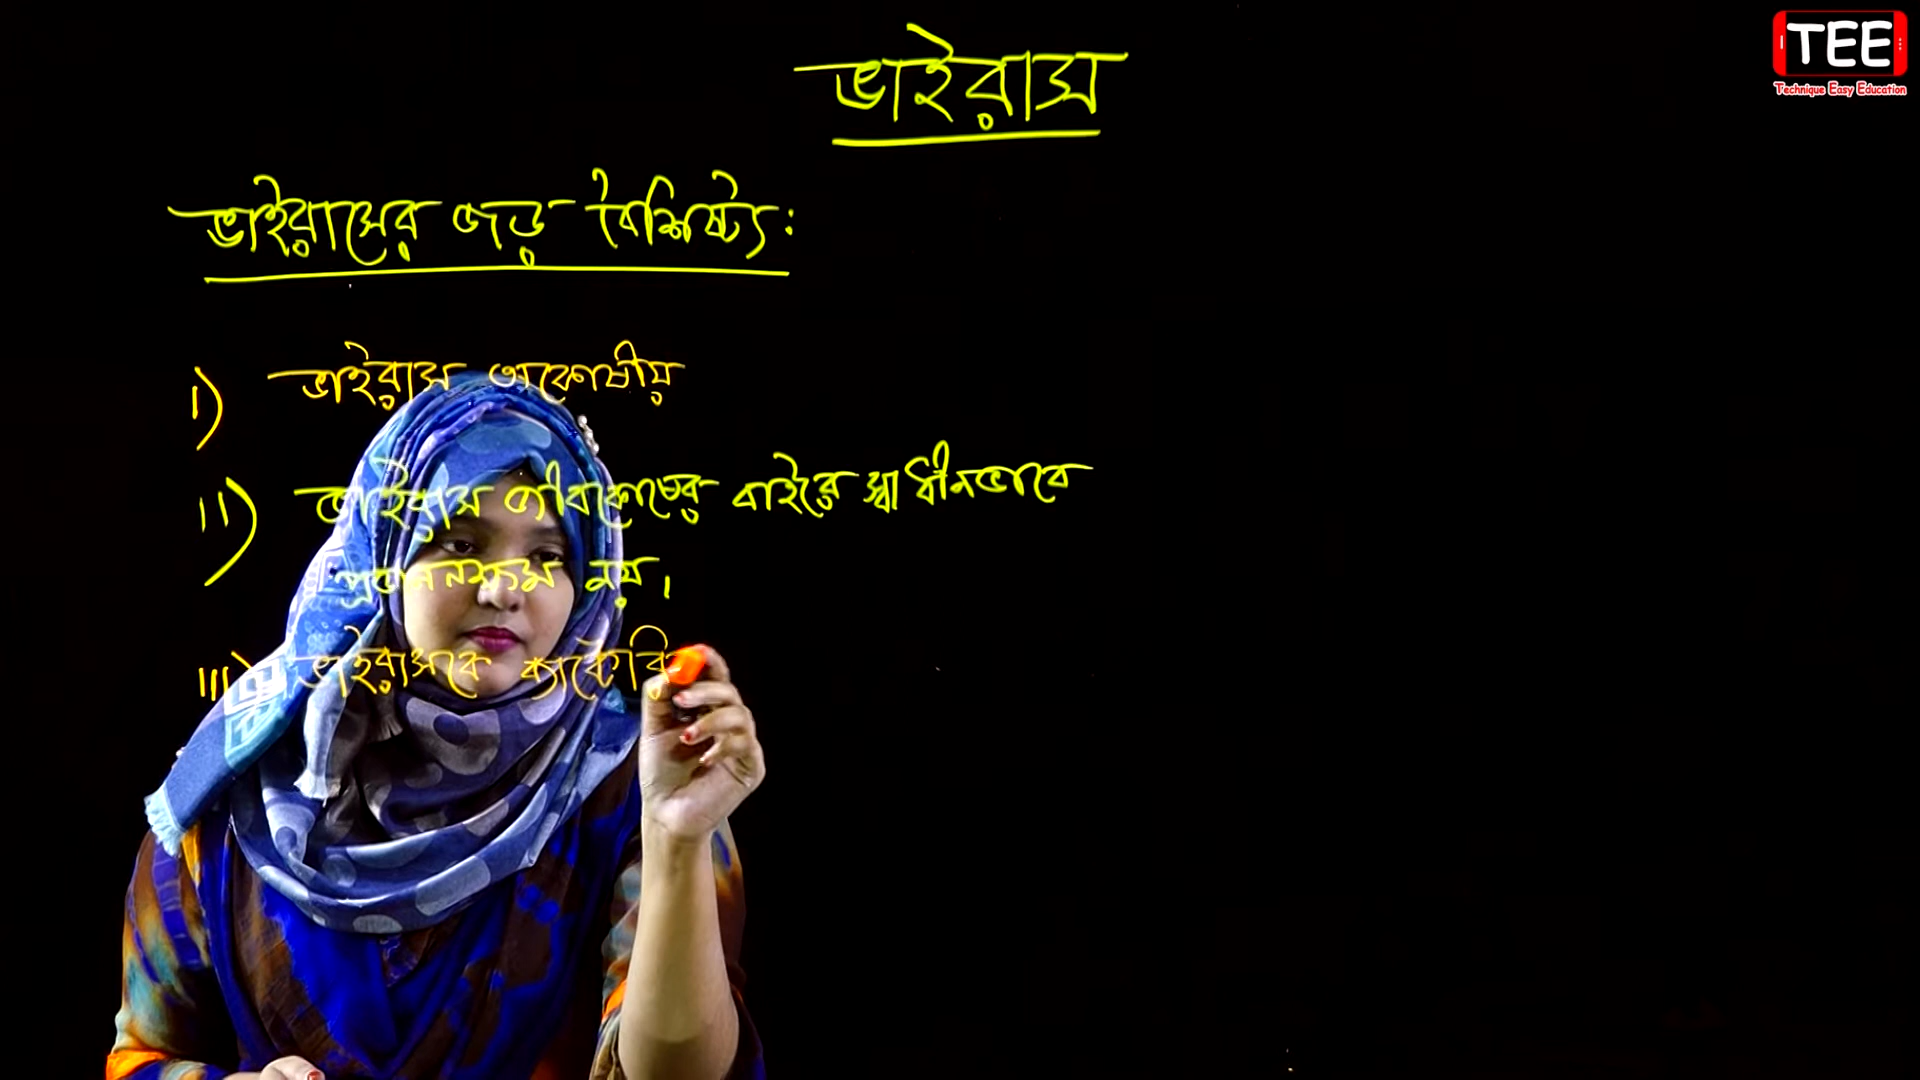 ভাইরাস
TEE
Technique Easy Education
ভাইরাসের জড় বৈশিষ্ট্য:
i) ভাইরাস অকোষীয়
ii) ভাইরাস জীবকোষের বাইরে স্বাধীনভাবে
প্রজননক্ষম নয়।
iii) ভাইরাসকে